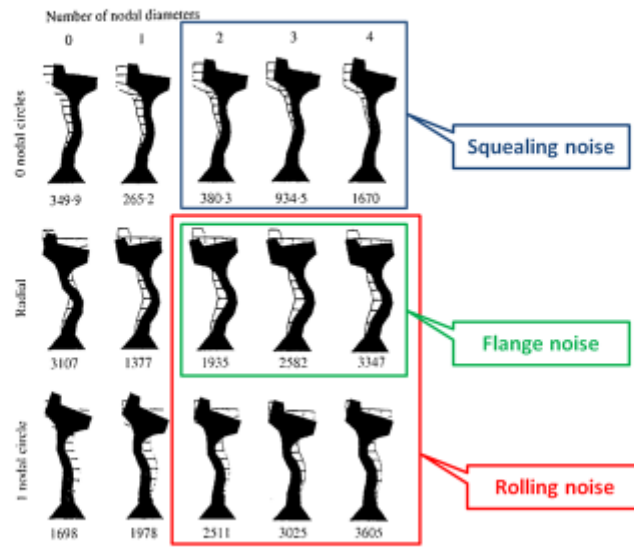 Number of nodal diameters
0 1 2 3 4
0 nodal circles
349·9 265·2 380·3 934·5 1670
Squealing noise
Radial
3107 1377 1935 2582 3347
Flange noise
1 nodal circle
1698 1978 2511 3025 3605
Rolling noise